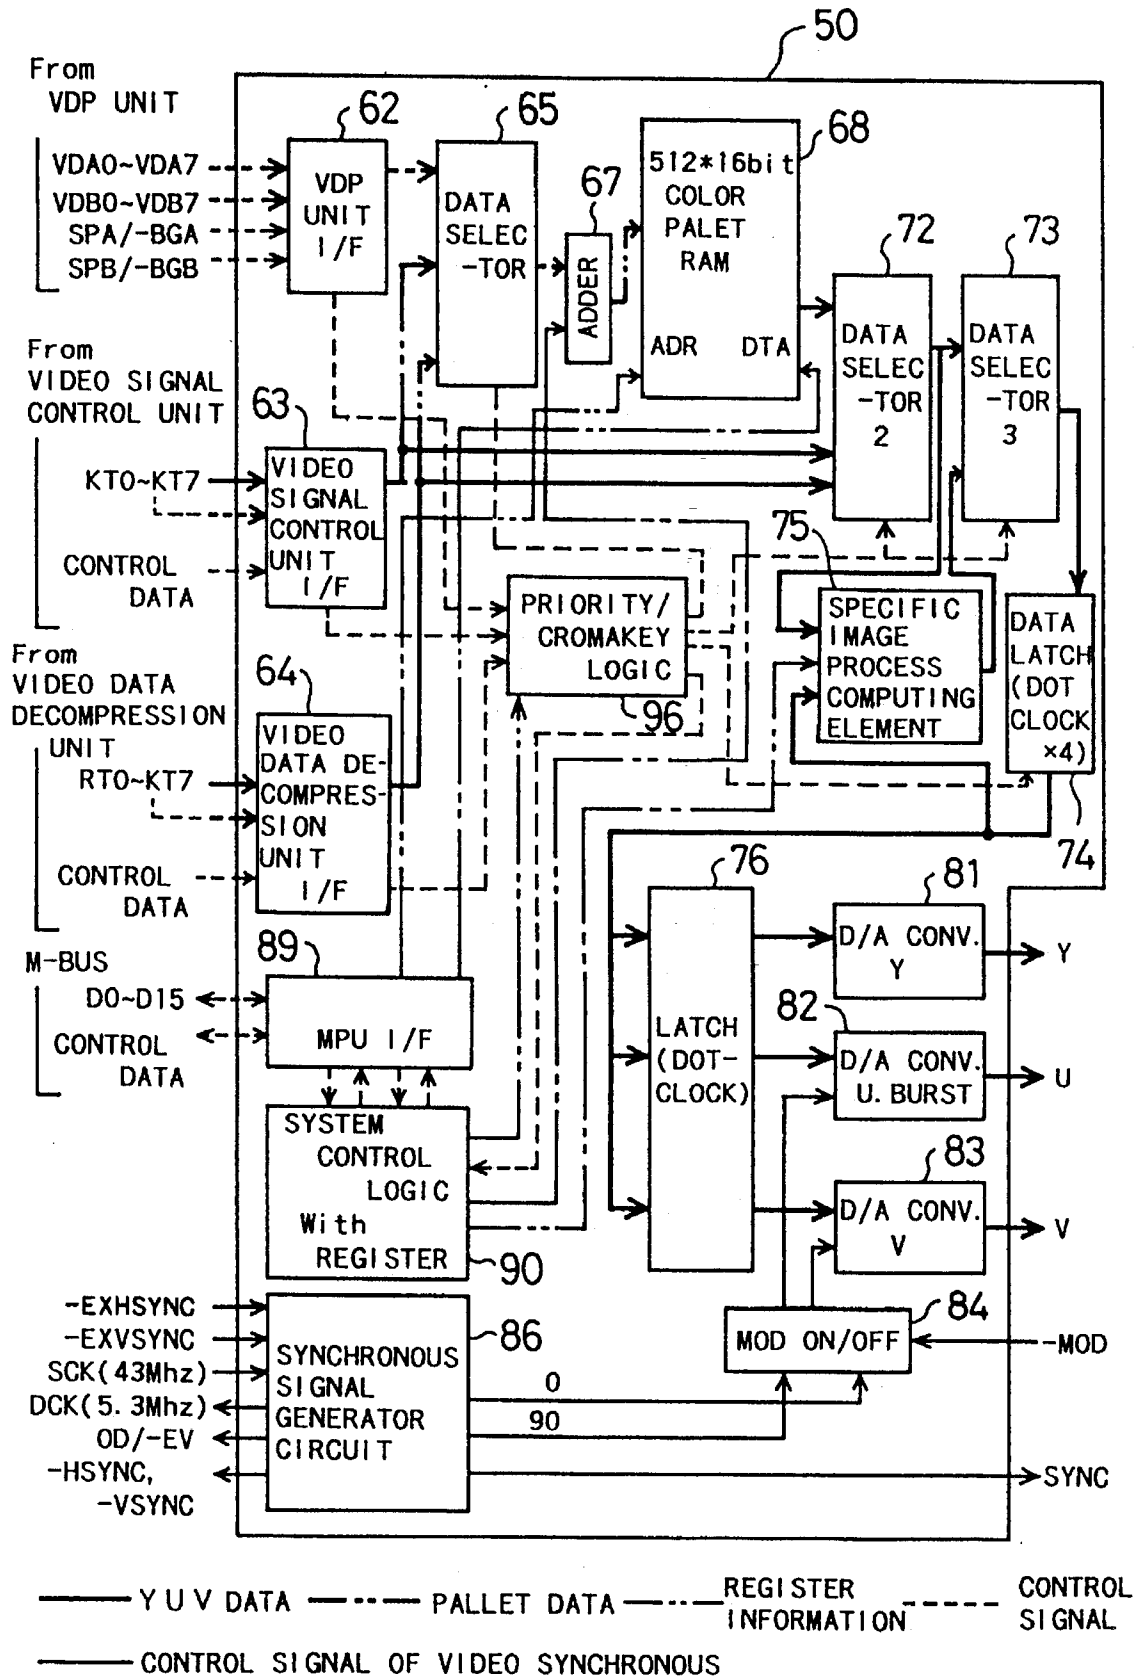 50
From
VDP UNIT
VDA0~VDA7
VDB0~VDB7
SPA/-BGA
SPB/-BGB
62
VDP
UNIT
I/F
65
DATA
SELEC
-TOR
67
ADDER
68
512*16bit
COLOR
PALET
RAM
ADR DTA
72
DATA
SELEC
-TOR
2
73
DATA
SELEC
-TOR
3
From
VIDEO SIGNAL
CONTROL UNIT
KT0~KT7
CONTROL
DATA
63
VIDEO
SIGNAL
CONTROL
UNIT
I/F
PRIORITY/
CROMAKEY
LOGIC
96
75
SPECIFIC
IMAGE
PROCESS
COMPUTING
ELEMENT
DATA
LATCH
(DOT
CLOCK
×4)
74
From
VIDEO DATA
DECOMPRESSION
UNIT
RT0~KT7
CONTROL
DATA
64
VIDEO
DATA DE-
COMPRES-
SION
UNIT
I/F
76
LATCH
(DOT-
CLOCK)
81
D/A CONV.
Y
Y
82
D/A CONV.
U. BURST
U
83
D/A CONV.
V
V
M-BUS
D0~D15
CONTROL
DATA
89
MPU I/F
SYSTEM
CONTROL
LOGIC
With
REGISTER
90
84
MOD ON/OFF
-MOD
-EXHSYNC
-EXVSYNC
SCK(43Mhz)
DCK(5.3Mhz)
OD/-EV
-HSYNC,
-VSYNC
86
SYNCHRONOUS
SIGNAL
GENERATOR
CIRCUIT
0
90
SYNC
YUV DATA
PALLET DATA
REGISTER
INFORMATION
CONTROL
SIGNAL
CONTROL SIGNAL OF VIDEO SYNCHRONOUS